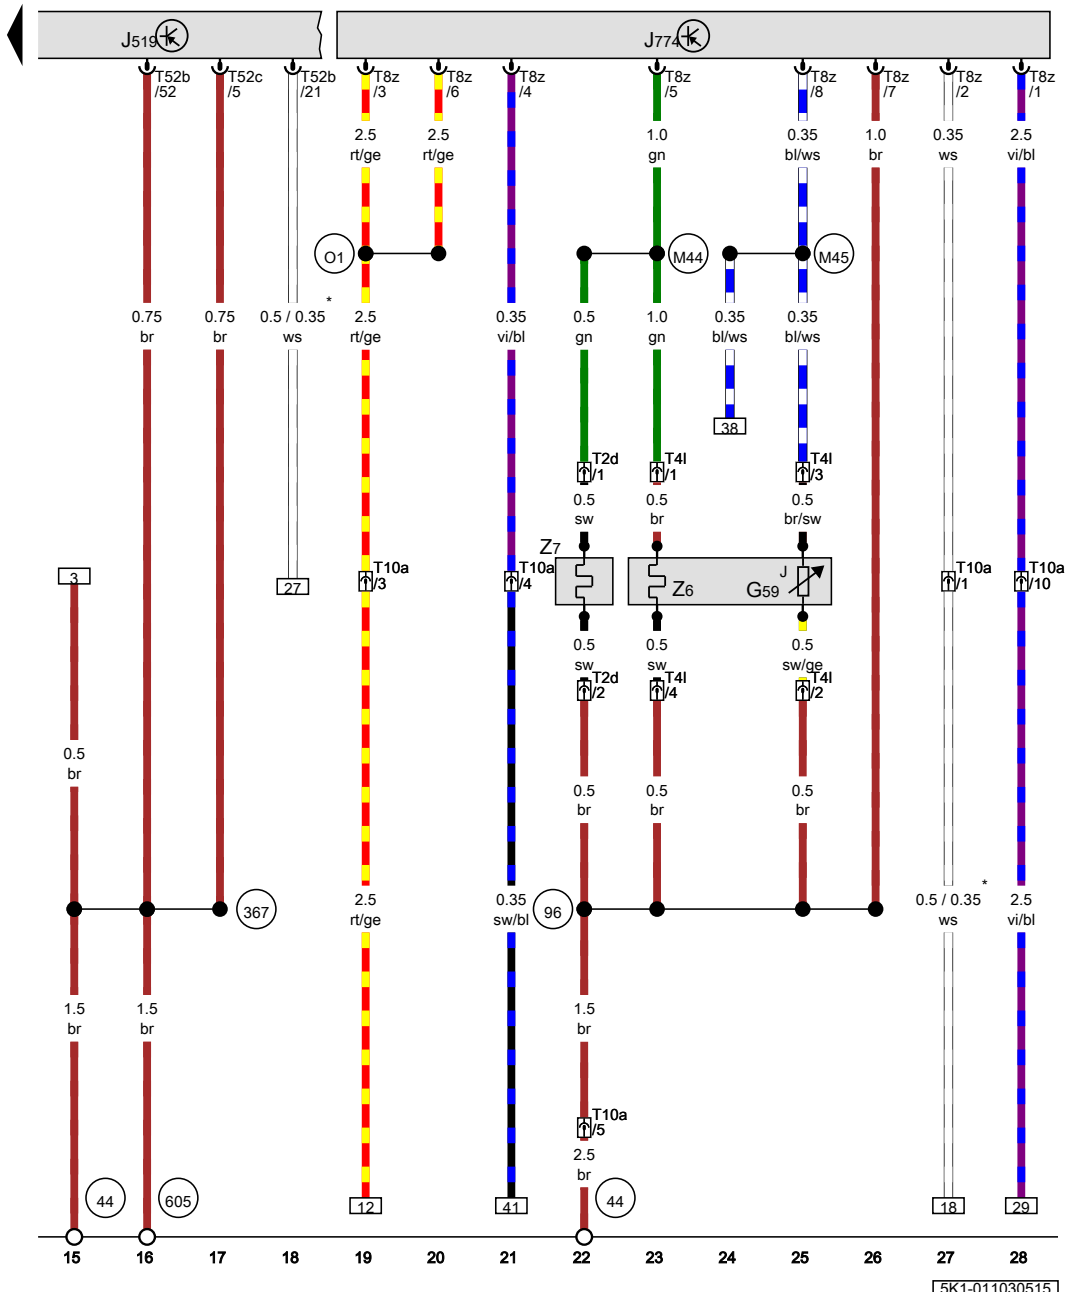 J519 J774
T52b T52c T52b T8z T8z T8z T8z T8z T8z T8z T8z
/52 /5 /21 /3 /6 /4 /5 /8 /7 /2 /1
2.5 2.5 1.0 0.35 1.0 0.35 2.5
rt/ge rt/ge gn bl/ws br ws vi/bl
O1 M44 M45
*
0.75 0.75 0.5 / 0.35 2.5 0.35 0.5 1.0 0.35 0.35
br br ws rt/ge vi/bl gn gn bl/ws bl/ws
38
T2d T4l T4l
/1 /1 /3
0.5 0.5 0.5
sw br br/sw
Z7
3 27 T10a T10a J T10a T10a
/3 /4 Z6 G59 /1 /10
0.5 0.5 0.5
sw sw sw/ge
T2d T4l T4l
/2 /4 /2
0.5
br
0.5 0.5 0.5
br br br
*
367 2.5 0.35 96 0.5 / 0.35 2.5
rt/ge sw/bl ws vi/bl
1.5 1.5 1.5
br br br
T10a
/5
2.5
br
44 605 12 41 44 18 29
15 16 17 18 19 20 21 22 23 24 25 26 27 28
5K1-011030515